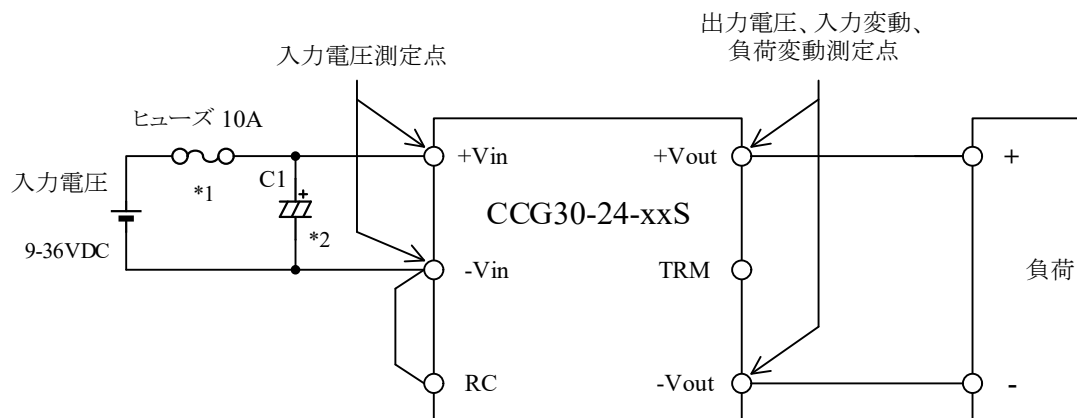 出力電圧、入力変動、
負荷変動測定点
入力電圧測定点
ヒューズ 10A
+Vin
+Vout
+
入力電圧
*1
C1
+
CCG30-24-xxS
*2
9-36VDC
-Vin
TRM
負荷
RC
-Vout
-